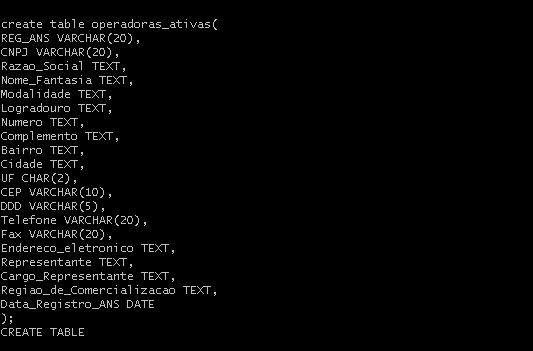 create table operadoras_ativas(
REG_ANS VARCHAR(20),
CNPJ VARCHAR(20),
Razao_Social TEXT,
Nome_Fantasia TEXT,
Modalidade TEXT,
Logradouro TEXT,
Numero TEXT,
Complemento TEXT,
Bairro TEXT,
Cidade TEXT,
UF CHAR(2),
CEP VARCHAR(10),
DDD VARCHAR(5),
Telefone VARCHAR(20),
Fax VARCHAR(20),
Endereco_eletronico TEXT,
Representante TEXT,
Cargo_Representante TEXT,
Regiao_de_Comercializacao TEXT,
Data_Registro_ANS DATE
);
CREATE TABLE